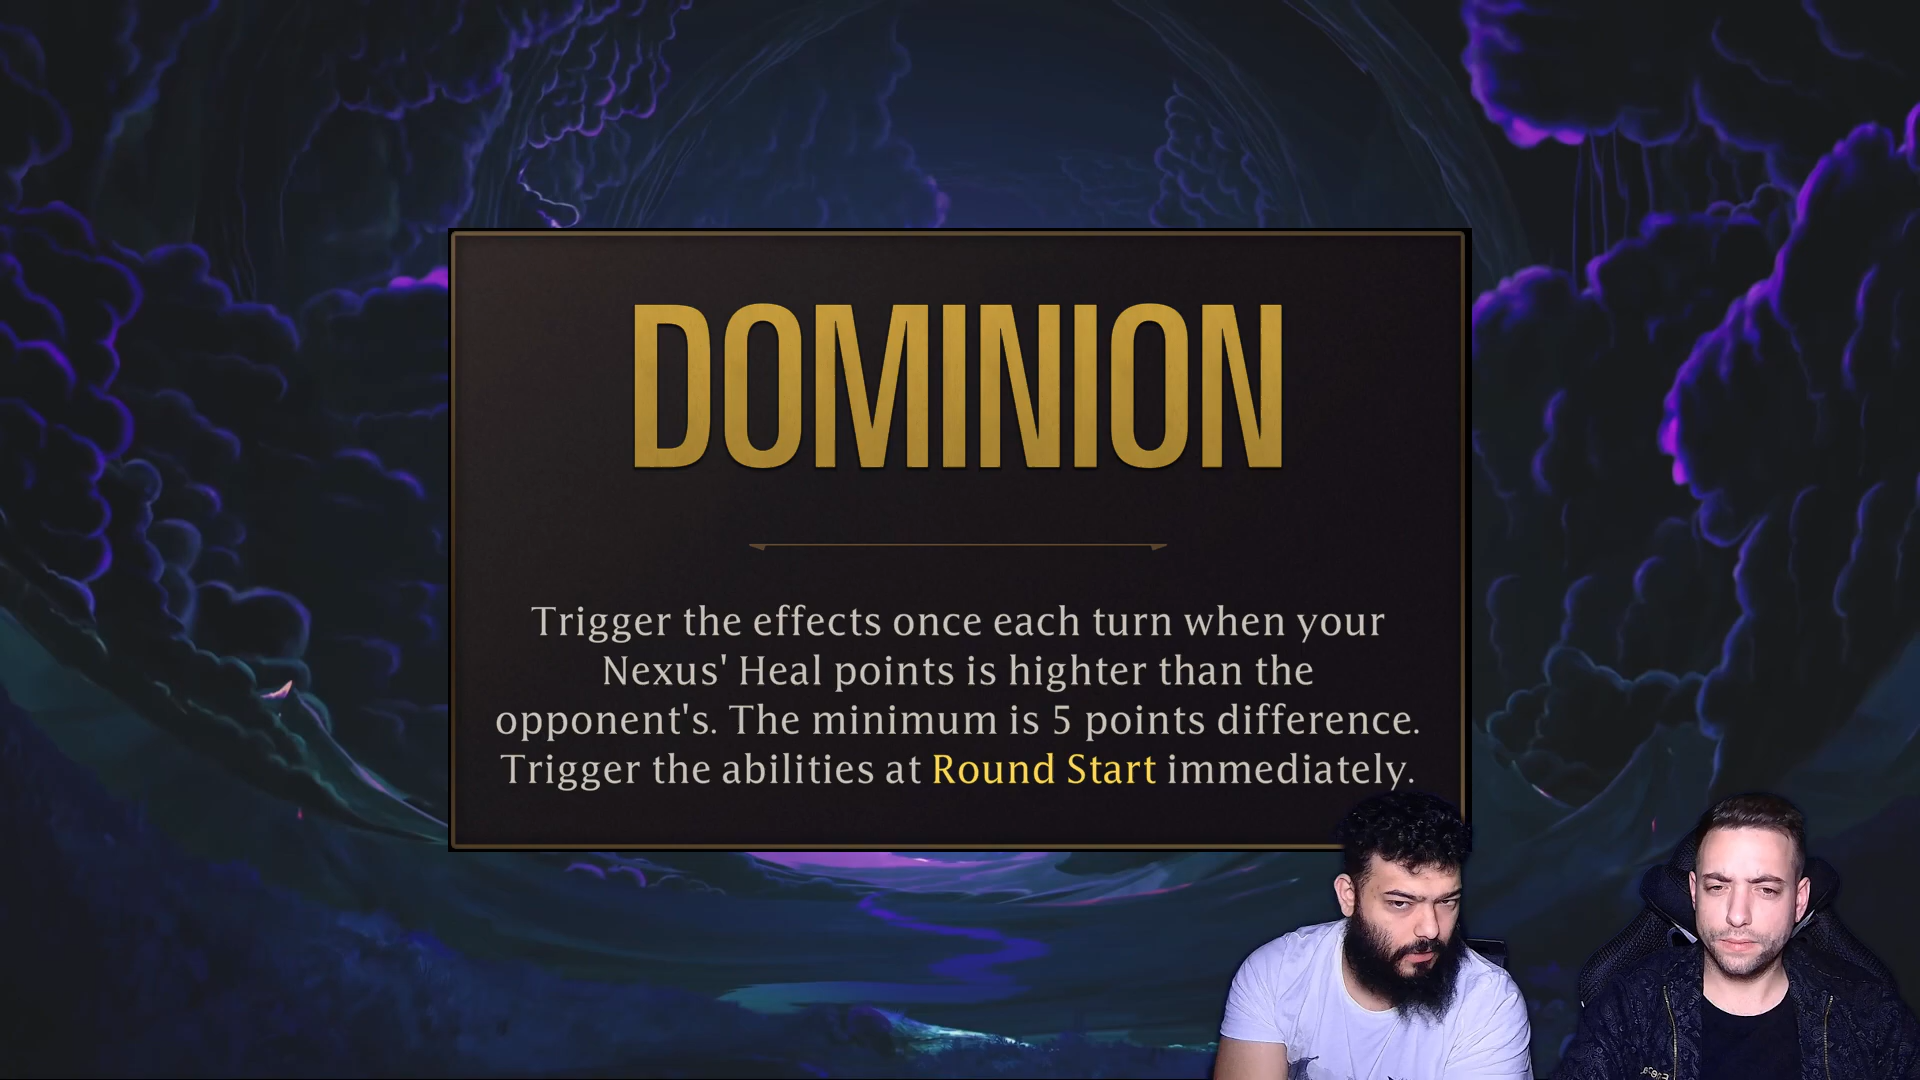 DOMINION
Trigger the effects once each turn when your
Nexus' Heal points is highter than the
opponent's. The minimum is 5 points difference.
Trigger the abilities at Round Start immediately.